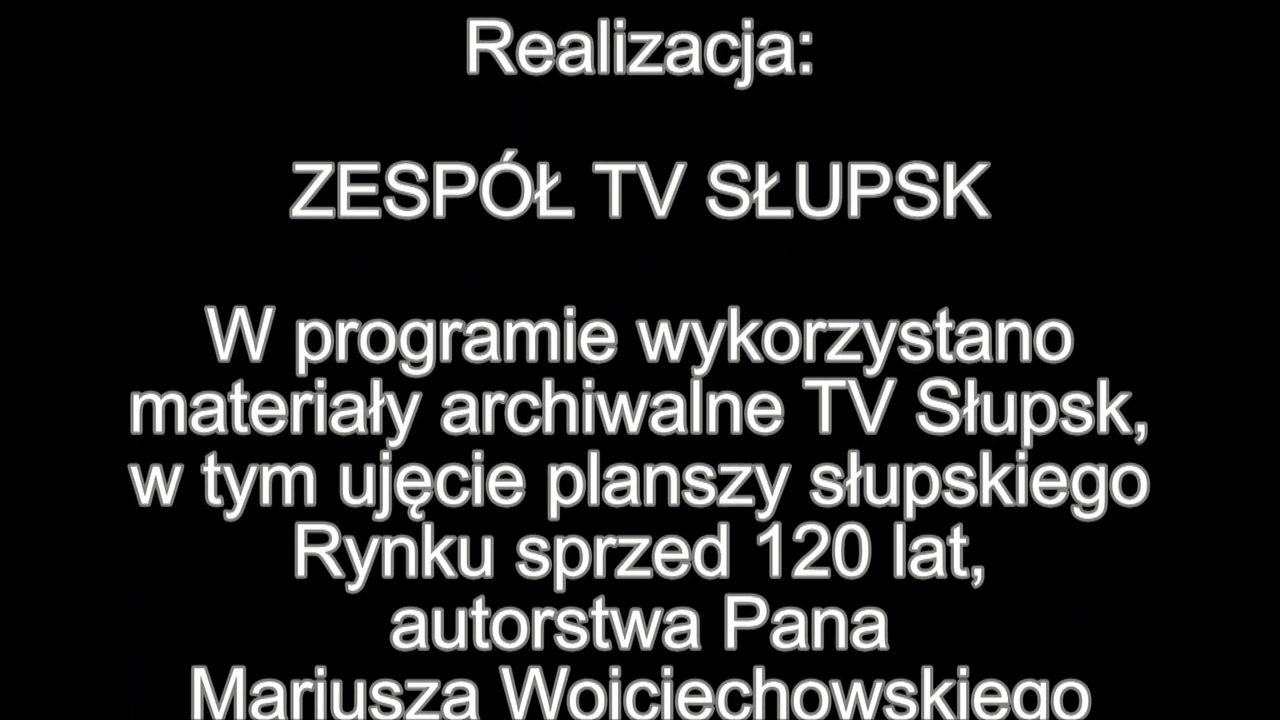 Realizacja:
ZESPÓŁ TV SŁUPSK
W programie wykorzystano
materiały archiwalne TV Słupsk,
w tym ujęcie planszy słupskiego
Rynku sprzed 120 lat,
autorstwa Pana
Mariusza Wojciechowskiego